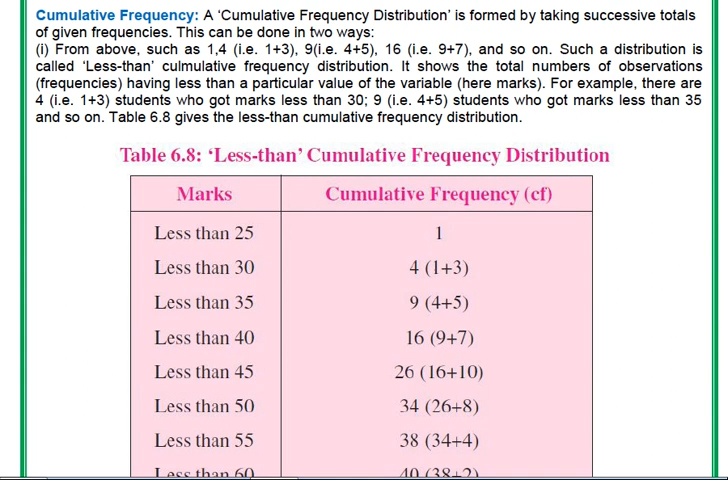 Cumulative Frequency: A ‘Cumulative Frequency Distribution’ is formed by taking successive totals
of given frequencies. This can be done in two ways:
(i) From above, such as 1,4 (i.e. 1+3), 9(i.e. 4+5), 16 (i.e. 9+7), and so on. Such a distribution is
called ‘Less-than’ culmulative frequency distribution. It shows the total numbers of observations
(frequencies) having less than a particular value of the variable (here marks). For example, there are
4 (i.e. 1+3) students who got marks less than 30; 9 (i.e. 4+5) students who got marks less than 35
and so on. Table 6.8 gives the less-than cumulative frequency distribution.
Table 6.8: ‘Less-than’ Cumulative Frequency Distribution
Marks Cumulative Frequency (cf)
Less than 25 1
Less than 30 4 (1+3)
Less than 35 9 (4+5)
Less than 40 16 (9+7)
Less than 45 26 (16+10)
Less than 50 34 (26+8)
Less than 55 38 (34+4)
Less than 60 40 (38+2)